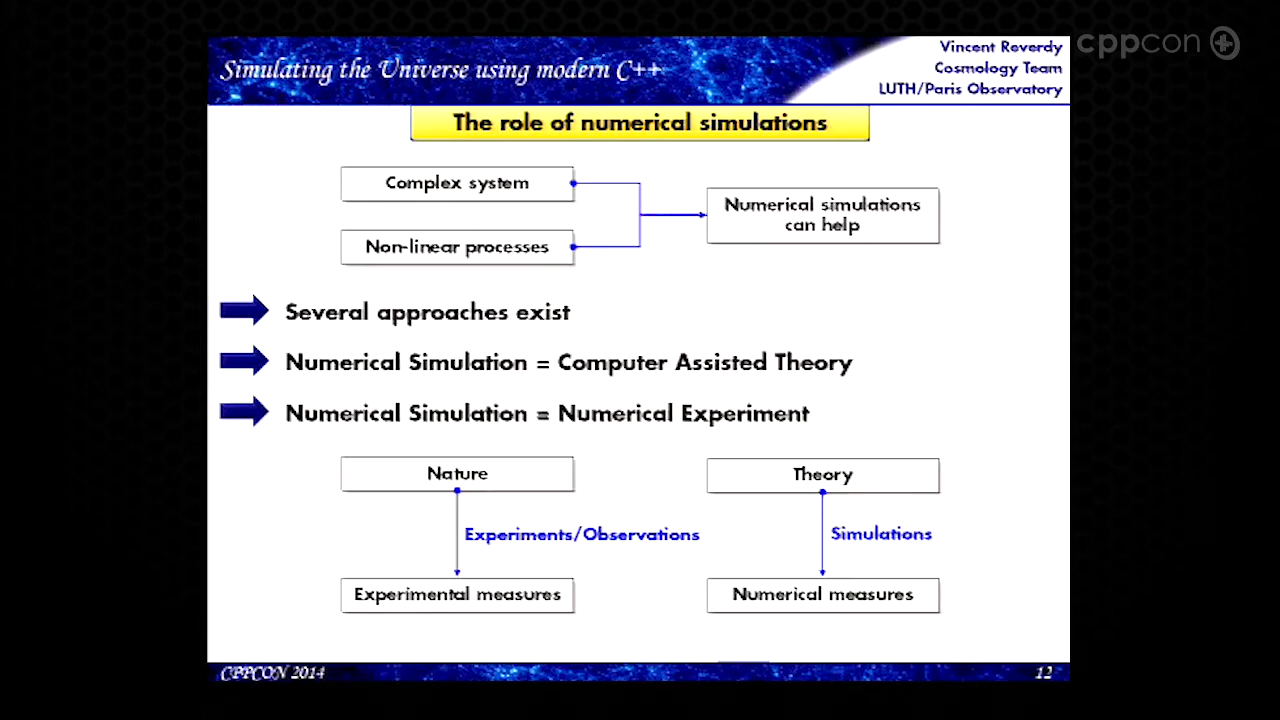 Simulating the Universe using modern C++
Vincent Reverdy
Cosmology Team
LUTH/Paris Observatory
cppcon
The role of numerical simulations
Complex system
Non-linear processes
Numerical simulations
can help
Several approaches exist
Numerical Simulation = Computer Assisted Theory
Numerical Simulation = Numerical Experiment
Nature
Theory
Experiments/Observations
Simulations
Experimental measures
Numerical measures
CPPCON 2014
12